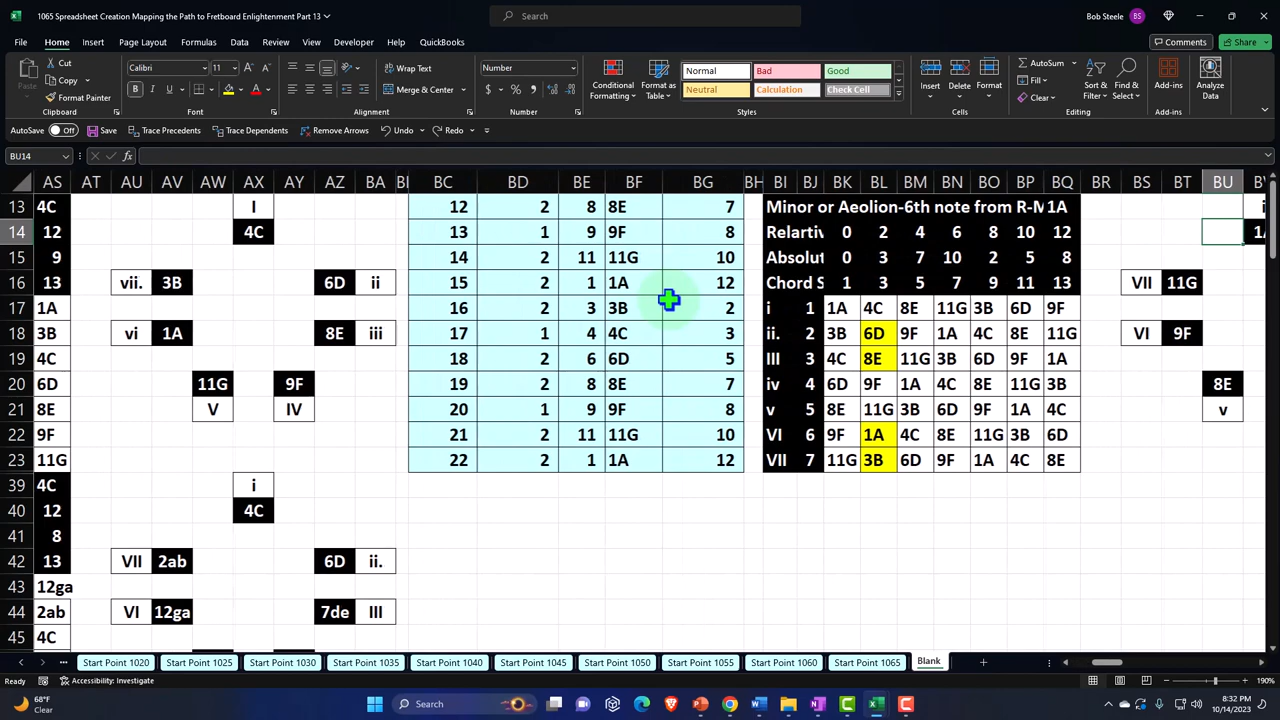 1065 Spreadsheet Creation Mapping the Path to Fretboard Enlightenment Part 13
Search
Bob Steele
BS
File Home Insert Page Layout Formulas Data Review View Developer Automate Help QuickBooks
Comments
Share
Cut
Copy
Paste
Format Painter
Clipboard
Calibri
11
Font
Wrap Text
Merge & Center
Alignment
Number
Number
Conditional Formatting
Format as Table
Normal Bad Good
Neutral Calculation Check Cell
Styles
Insert Delete Format
Cells
AutoSum
Fill
Clear
Sort & Filter
Find & Select
Editing
Add-ins
Add-ins
Analyze Data
AutoSave Off Save Trace Precedents Trace Dependents Remove Arrows Undo Redo
BU14
fx
AS AT AU AV AW AX AY AZ BA BC BD BE BF BG BH BI BJ BK BL BM BN BO BP BQ BR BS BT BU
13 4C I 12 2 8 8E 7 Minor or Aeolion-6th note from R-M 1A
14 12 4C 13 1 9 9F 8 Relartiv 0 2 4 6 8 10 12
15 9 14 2 11 11G 10 Absolut 0 3 7 10 2 5 8
16 13 vii. 3B 6D ii 15 2 1 1A 12 Chord S 1 3 5 7 9 11 13 VII 11G
17 1A 16 2 3 3B 2 i 1 1A 4C 8E 11G 3B 6D 9F
18 3B vi 1A 8E iii 17 1 4 4C 3 ii. 2 3B 6D 9F 1A 4C 8E 11G VI 9F
19 4C 18 2 6 6D 5 III 3 4C 8E 11G 3B 6D 9F 1A
20 6D 11G 9F 19 2 8 8E 7 iv 4 6D 9F 1A 4C 8E 11G 3B 8E
21 8E V IV 20 1 9 9F 8 v 5 8E 11G 3B 6D 9F 1A 4C v
22 9F 21 2 11 11G 10 VI 6 9F 1A 4C 8E 11G 3B 6D
23 11G 22 2 1 1A 12 VII 7 11G 3B 6D 9F 1A 4C 8E
39 4C i
40 12 4C
41 8
42 13 VII 2ab 6D ii.
43 12ga
44 2ab VI 12ga 7de III
45 4C
Start Point 1020 Start Point 1025 Start Point 1030 Start Point 1035 Start Point 1040 Start Point 1045 Start Point 1050 Start Point 1055 Start Point 1060 Start Point 1065 Blank
Ready
Accessibility: Investigate
190%
68°F
Clear
Search
8:32 PM
10/14/2023